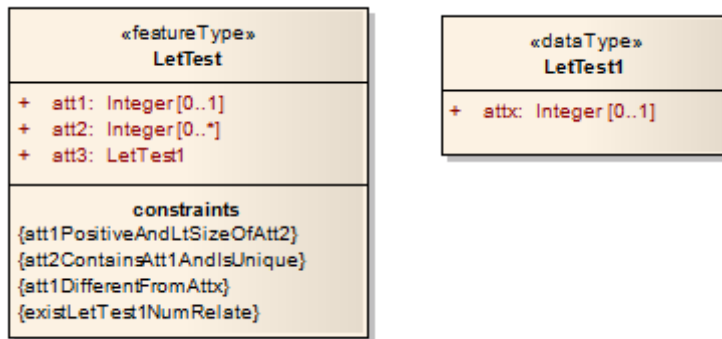 «featureType»
LetTest
+ att1: Integer [0..1]
+ att2: Integer [0..*]
+ att3: LetTest1
constraints
{att1PositiveAndLtSizeOfAtt2}
{att2ContainsAtt1AndIsUnique}
{att1DifferentFromAttx}
{existLetTest1NumRelate}
«dataType»
LetTest1
+ attx: Integer [0..1]